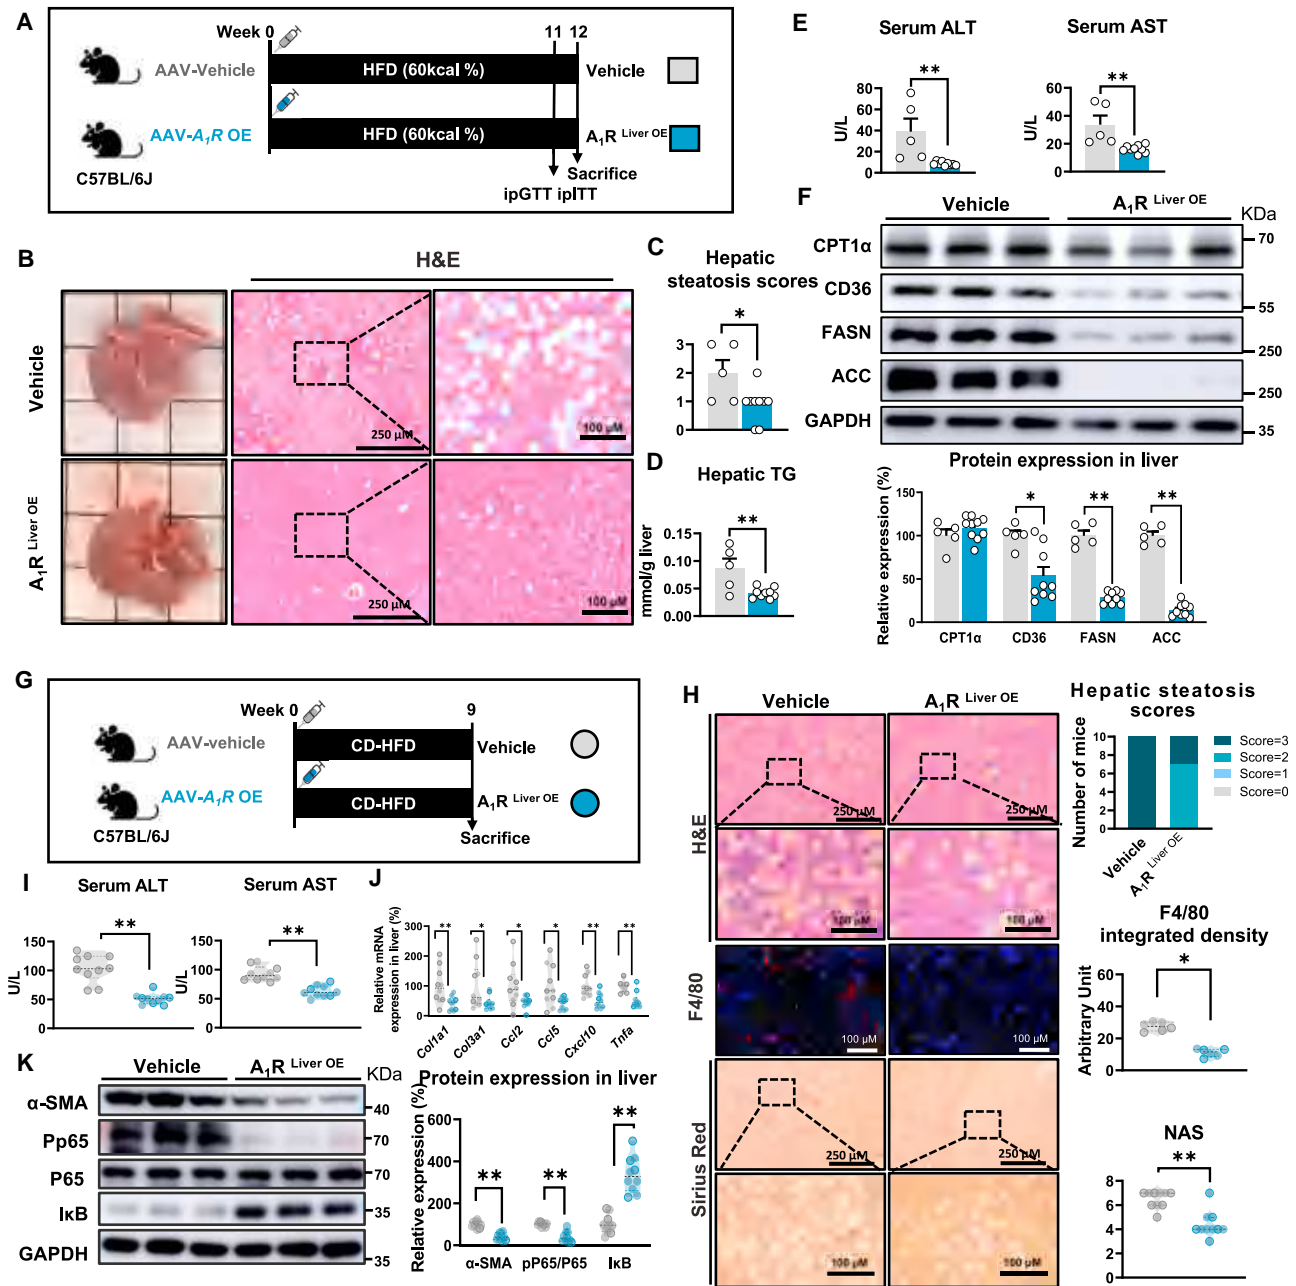 A
Week 0
11
12
AAV-Vehicle
HFD (60kcal %)
Vehicle
AAV-A₁R OE
HFD (60kcal %)
A₁R Liver OE
C57BL/6J
Sacrifice
ipGTT ipITT
B
H&E
Vehicle
250 µM
100 µM
A₁R Liver OE
250 µM
100 µM
C
Hepatic
steatosis scores
*
3
2
1
0
D
Hepatic TG
**
mmol/g liver
0.15
0.10
0.05
0.00
E
Serum ALT
Serum AST
**
**
U/L
80
60
40
20
0
U/L
60
40
20
0
F
Vehicle
A₁R Liver OE
KDa
CPT1α
70
CD36
55
FASN
250
ACC
250
GAPDH
35
Protein expression in liver
Relative expression (%)
150
100
50
0
*
**
**
CPT1α
CD36
FASN
ACC
G
Week 0
9
AAV-vehicle
CD-HFD
Vehicle
AAV-A₁R OE
CD-HFD
A₁R Liver OE
C57BL/6J
Sacrifice
H
Vehicle
A₁R Liver OE
H&E
250 µM
250 µM
100 µM
100 µM
F4/80
100 µM
100 µM
Sirius Red
250 µM
250 µM
100 µM
100 µM
Hepatic steatosis
scores
Number of mice
10
8
6
4
2
0
Score=3
Score=2
Score=1
Score=0
Vehicle
A₁R Liver OE
F4/80
integrated density
Arbitrary Unit
60
40
20
0
*
NAS
**
8
6
4
2
I
Serum ALT
Serum AST
**
**
U/L
150
100
50
0
U/L
150
100
50
0
J
Relative mRNA
expression in liver (%)
300
200
100
0
**
*
*
*
**
**
Col1a1
Col3a1
Ccl2
Ccl5
Cxcl10
Tnfa
K
Vehicle
A₁R Liver OE
KDa
α-SMA
40
Pp65
70
P65
70
IκB
35
GAPDH
35
Protein expression in liver
Relative expression (%)
600
400
200
0
**
**
**
α-SMA
pP65/P65
IκB